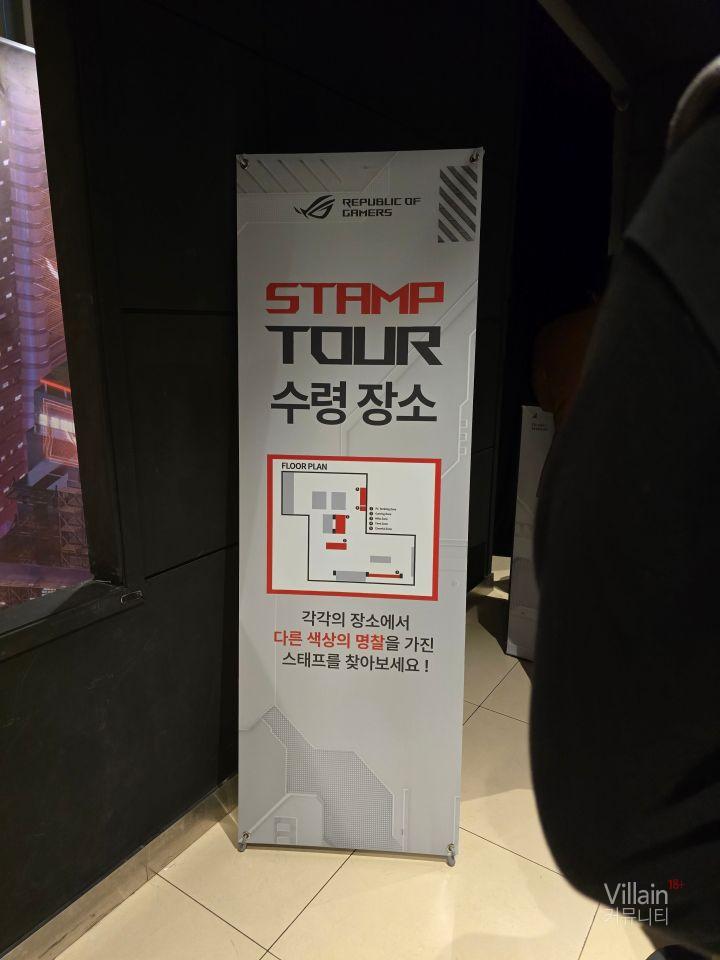 REPUBLIC OF
GAMERS
STAMP
TOUR
수령 장소
FLOOR PLAN
각각의 장소에서
다른 색상의 명찰을 가진
스태프를 찾아보세요 !
Villain 18+
커뮤니티